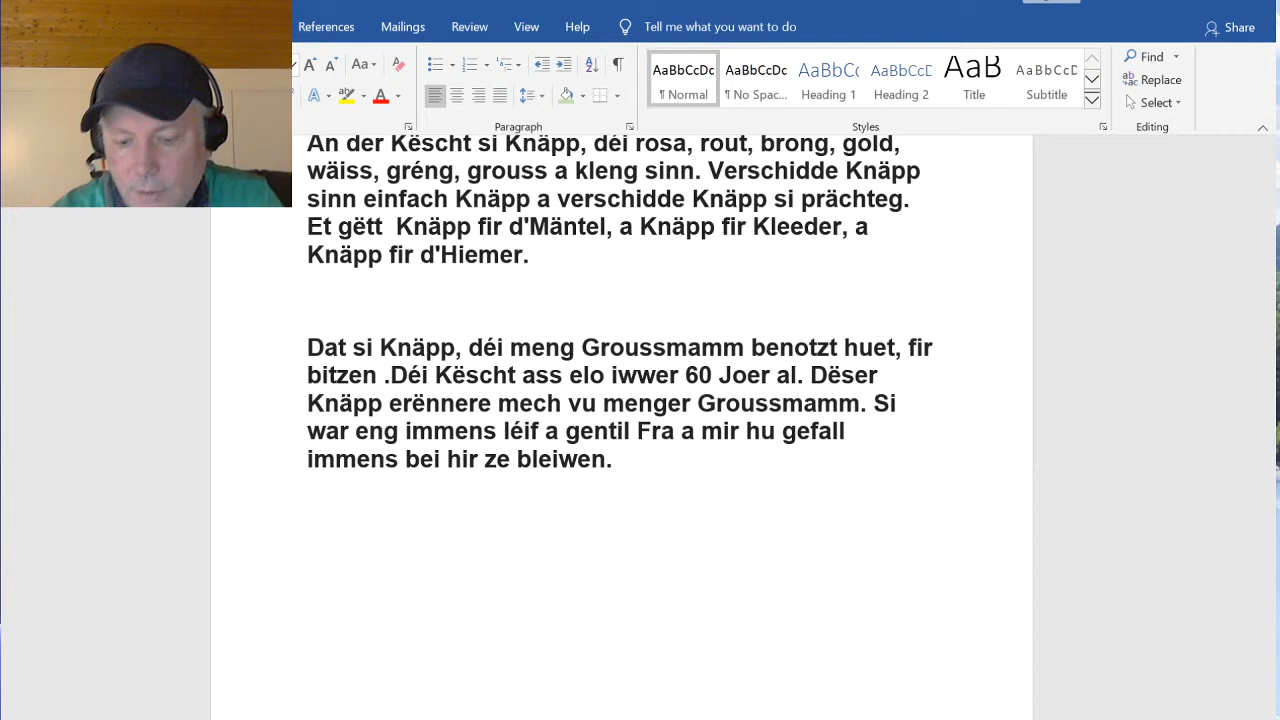 References Mailings Review View Help Tell me what you want to do Share
Aa AaBbCcDc AaBbCcDc AaBbCc AaBbCcD AaB AaBbCcD Find
Replace
¶ Normal ¶ No Spac... Heading 1 Heading 2 Title Subtitle Select
Paragraph Styles Editing
An der Këscht si Knäpp, déi rosa, rout, brong, gold,
wäiss, gréng, grouss a kleng sinn. Verschidde Knäpp
sinn einfach Knäpp a verschidde Knäpp si prächteg.
Et gëtt Knäpp fir d'Mäntel, a Knäpp fir Kleeder, a
Knäpp fir d'Hiemer.
Dat si Knäpp, déi meng Groussmamm benotzt huet, fir
bitzen .Déi Këscht ass elo iwwer 60 Joer al. Dëser
Knäpp erënnere mech vu menger Groussmamm. Si
war eng immens léif a gentil Fra a mir hu gefall
immens bei hir ze bleiwen.